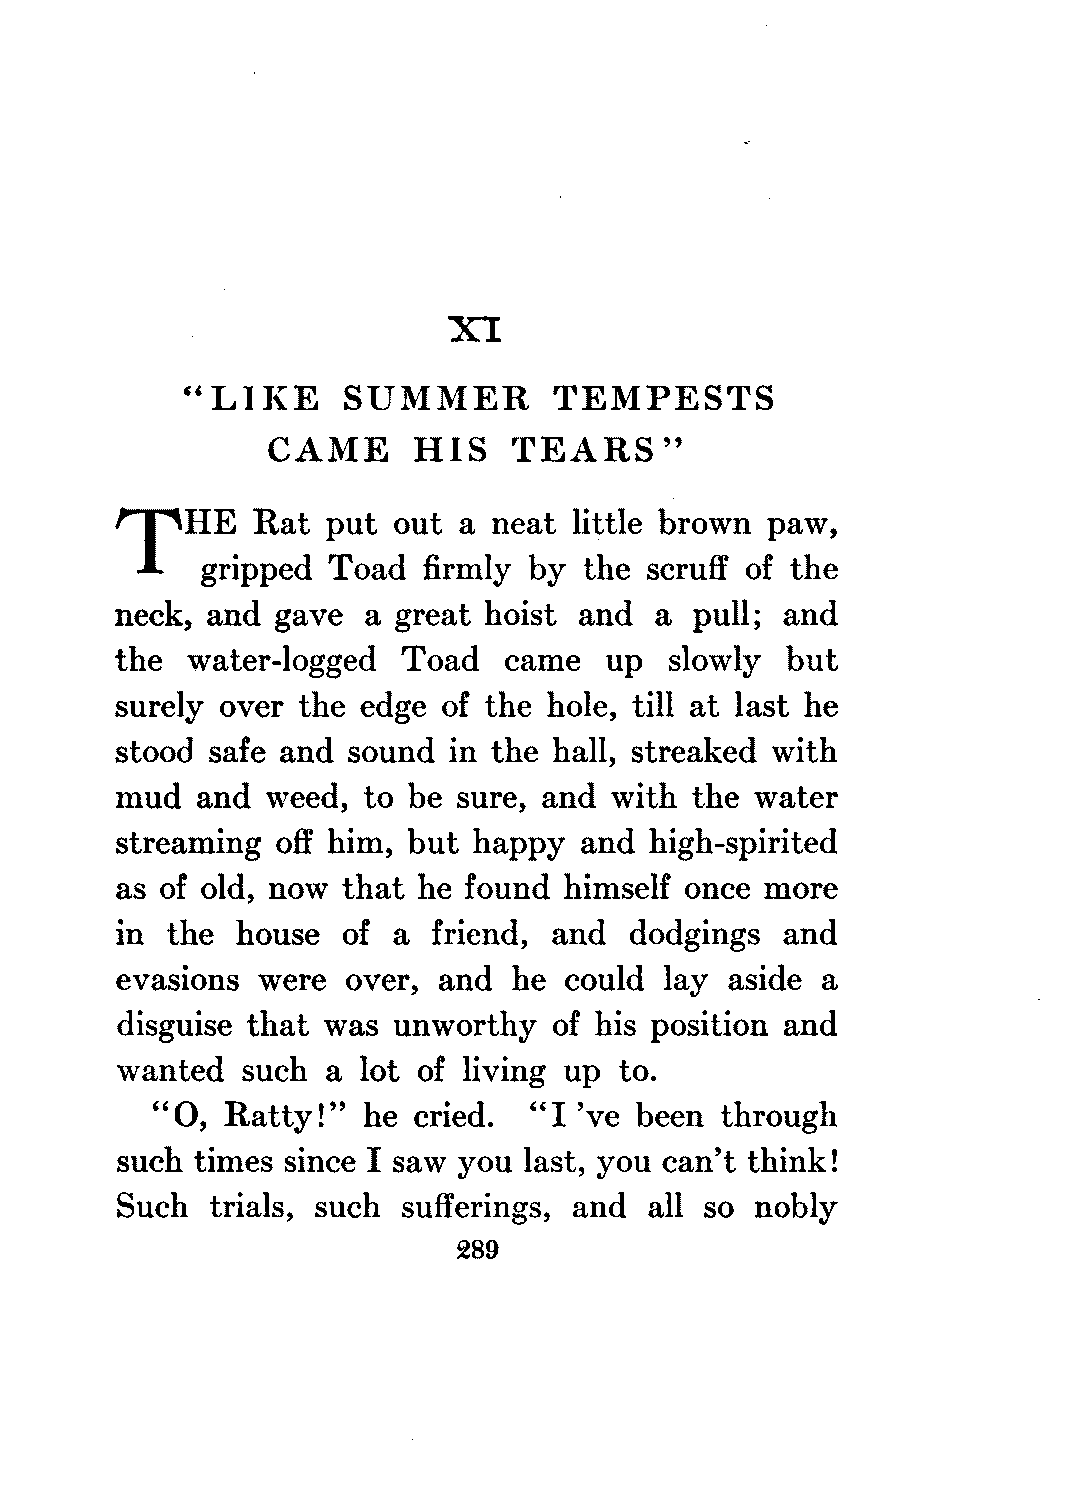 XI
"LIKE SUMMER TEMPESTS
CAME HIS TEARS"
THE Rat put out a neat little brown paw,
gripped Toad firmly by the scruff of the
neck, and gave a great hoist and a pull; and
the water-logged Toad came up slowly but
surely over the edge of the hole, till at last he
stood safe and sound in the hall, streaked with
mud and weed, to be sure, and with the water
streaming off him, but happy and high-spirited
as of old, now that he found himself once more
in the house of a friend, and dodgings and
evasions were over, and he could lay aside a
disguise that was unworthy of his position and
wanted such a lot of living up to.
"O, Ratty!" he cried. "I 've been through
such times since I saw you last, you can't think!
Such trials, such sufferings, and all so nobly
289